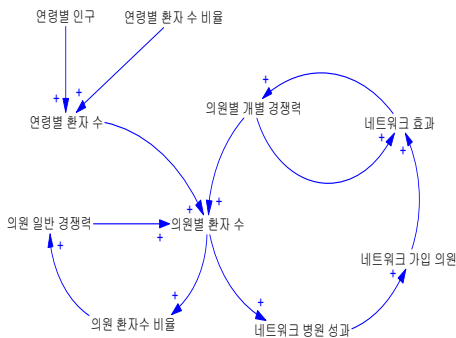 연령별 인구
연령별 환자 수 비율
+
+
+
의원별 개별 경쟁력
연령별 환자 수
네트워크 효과
+
+
+
+
의원 일반 경쟁력
의원별 환자 수
+
+
네트워크 가입 의원
+
+
+
의원 환자수 비율
네트워크 병원 성과